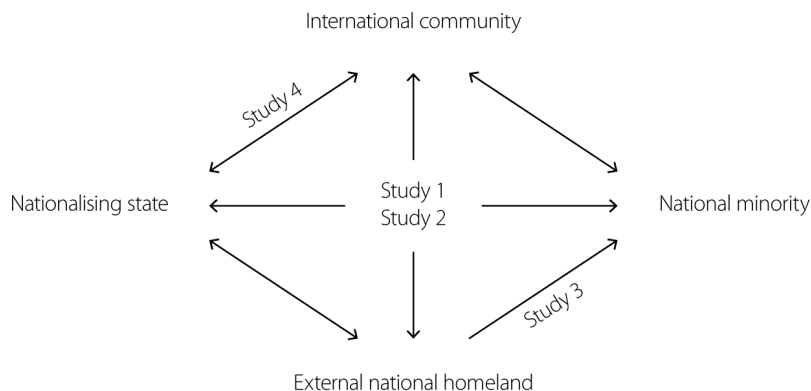 International community
Study 4
Nationalising state
Study 1
Study 2
National minority
Study 3
External national homeland